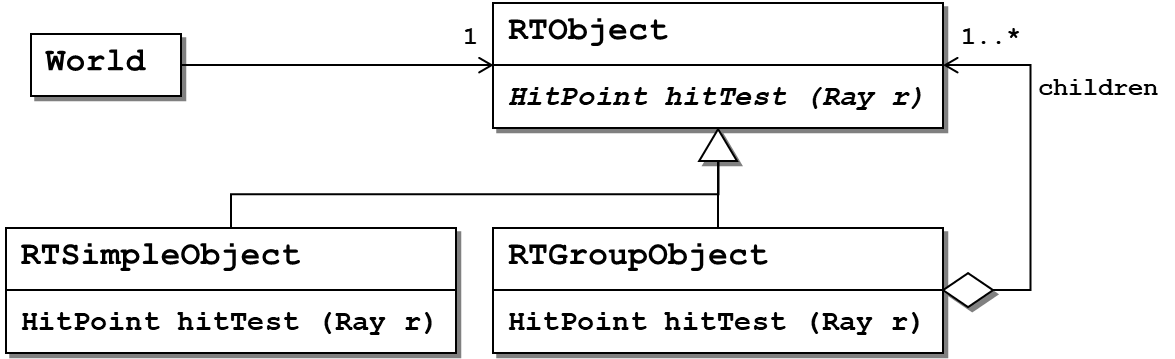 RTObject
1
1..*
World
HitPoint hitTest (Ray r)
children
RTSimpleObject
RTGroupObject
HitPoint hitTest (Ray r)
HitPoint hitTest (Ray r)